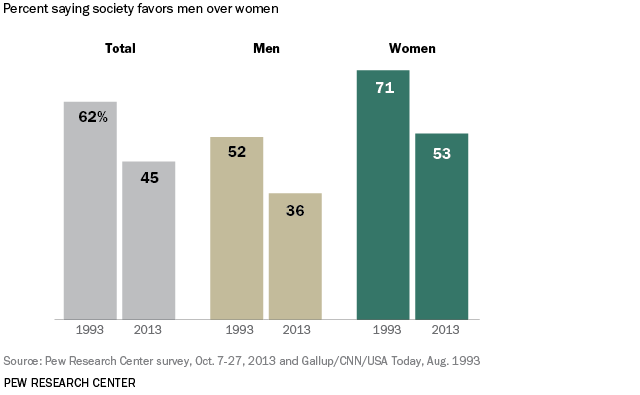 Percent saying society favors men over women
Total Men Women
62% 45 52 36 71 53
1993 2013 1993 2013 1993 2013
Source: Pew Research Center survey, Oct. 7-27, 2013 and Gallup/CNN/USA Today, Aug. 1993
PEW RESEARCH CENTER